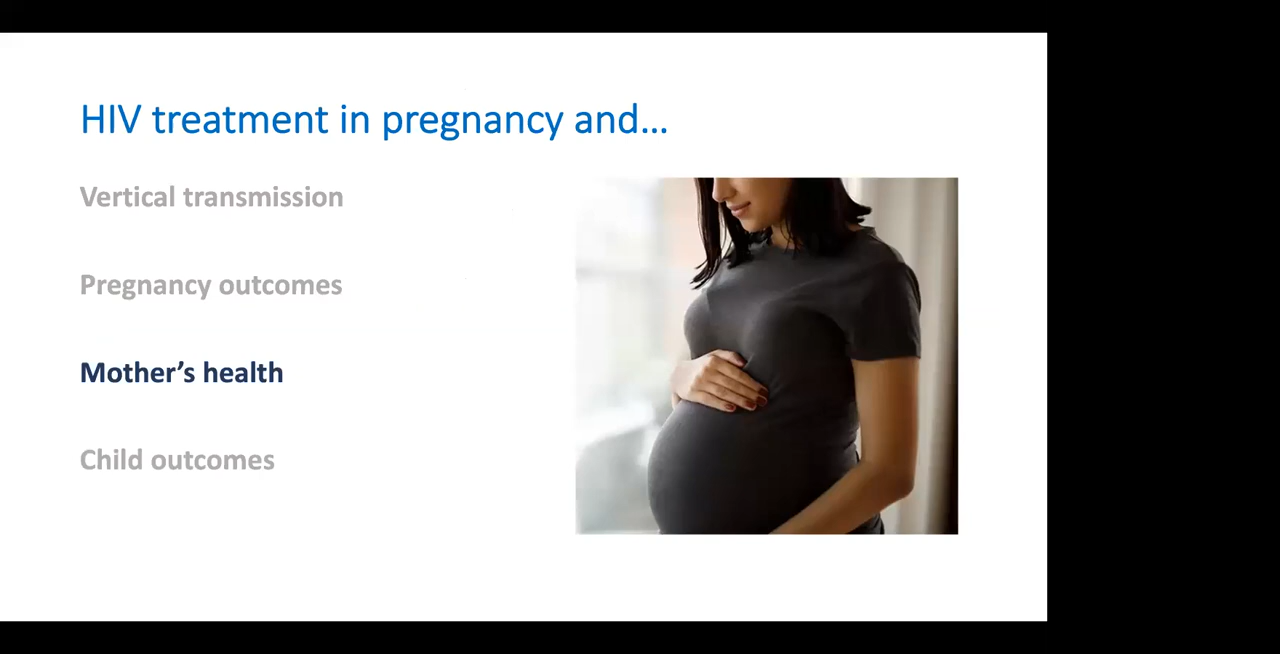 HIV treatment in pregnancy and…
Vertical transmission
Pregnancy outcomes
Mother’s health
Child outcomes